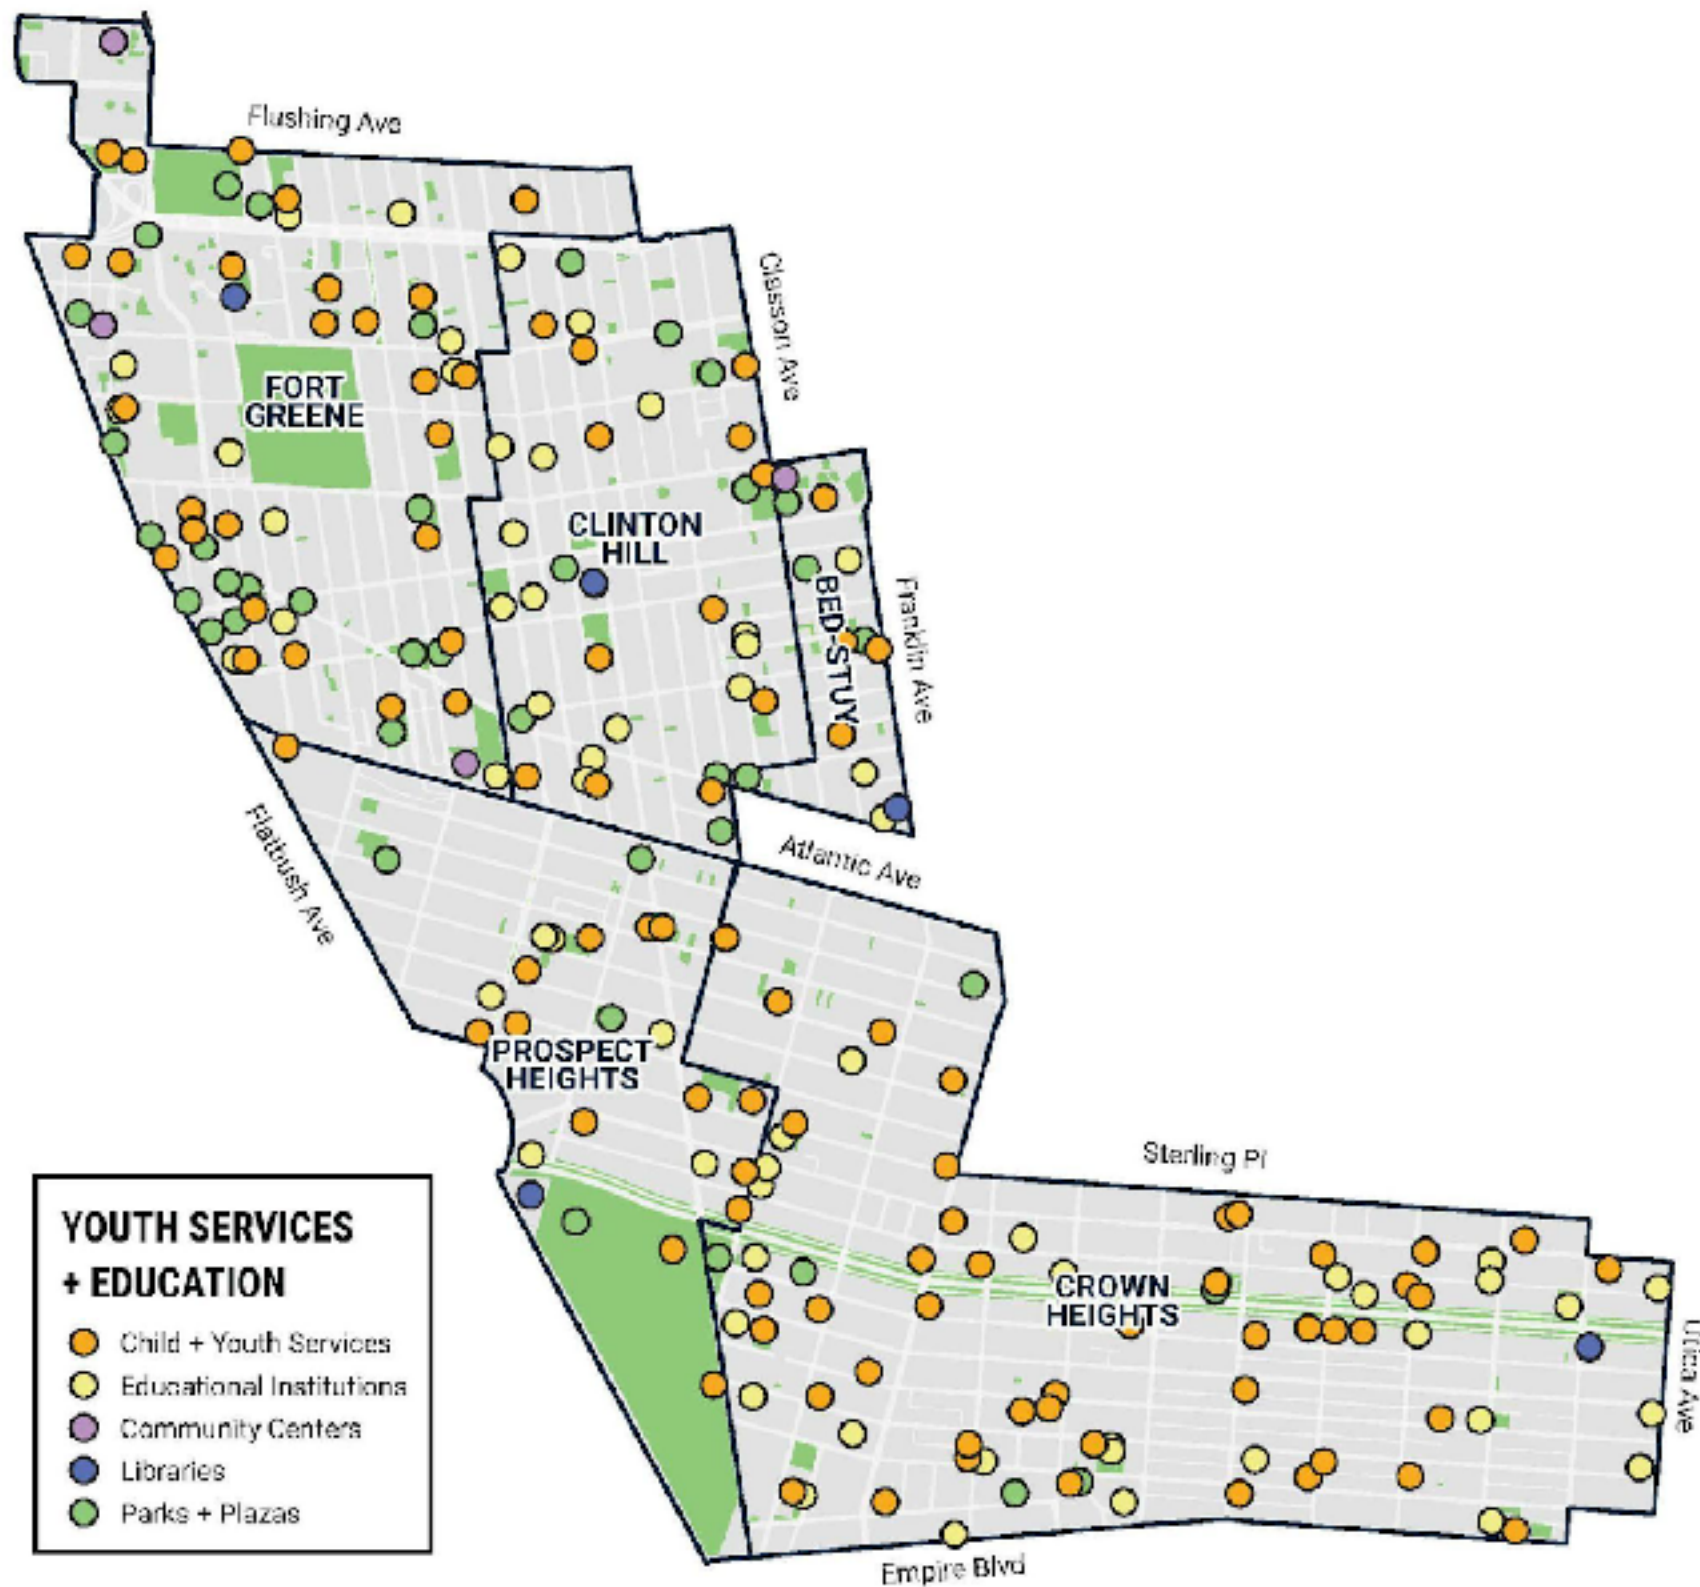 Flushing Ave
Classon Ave
FORT
GREENE
CLINTON
HILL
BED-STUY
Franklin Ave
Flatbush Ave
Atlantic Ave
PROSPECT
HEIGHTS
Sterling Pl
CROWN
HEIGHTS
Utica Ave
Empire Blvd
YOUTH SERVICES
+ EDUCATION
Child + Youth Services
Educational Institutions
Community Centers
Libraries
Parks + Plazas